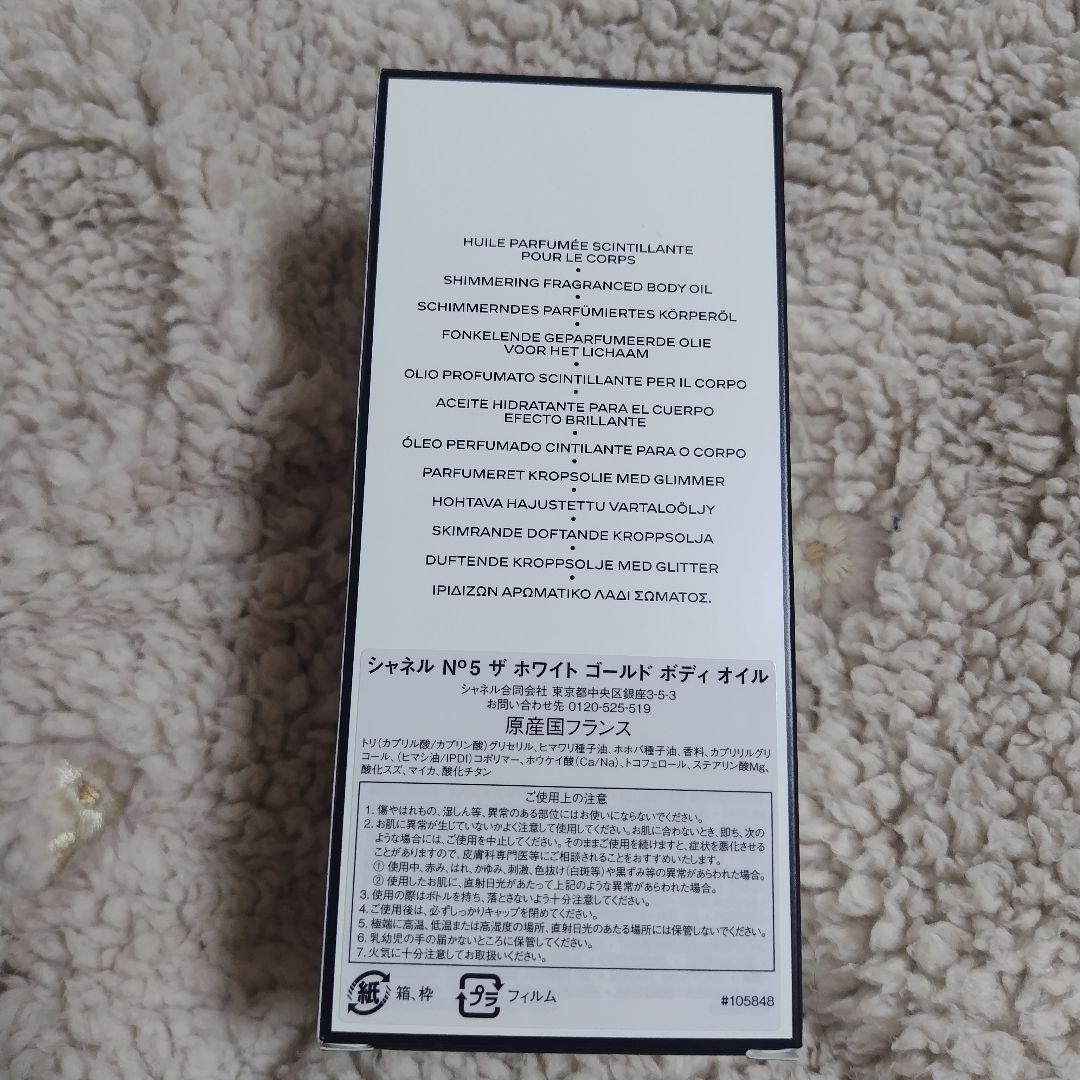 HUILE PARFUMÉE SCINTILLANTE
POUR LE CORPS
•
SHIMMERING FRAGRANCED BODY OIL
•
SCHIMMERNDES PARFÜMIERTES KÖRPERÖL
•
FONKELENDE GEPARFUMEERDE OLIE
VOOR HET LICHAAM
•
OLIO PROFUMATO SCINTILLANTE PER IL CORPO
•
ACEITE HIDRATANTE PARA EL CUERPO
EFECTO BRILLANTE
•
ÓLEO PERFUMADO CINTILANTE PARA O CORPO
•
PARFUMERET KROPSOLIE MED GLIMMER
•
HOHTAVA HAJUSTETTU VARTALOÖLJY
•
SKIMRANDE DOFTANDE KROPPSOLJA
•
DUFTENDE KROPPSOLJE MED GLITTER
•
ΙΡΙΔΙΖΩΝ ΑΡΩΜΑΤΙΚΟ ΛΑΔΙ ΣΩΜΑΤΟΣ.
シャネル Nº5 ザ ホワイト ゴールド ボディ オイル
シャネル合同会社 東京都中央区銀座3-5-3
お問い合わせ先 0120-525-519
原産国フランス
トリ(カプリル酸/カプリン酸)グリセリル、ヒマワリ種子油、ホホバ種子油、香料、カプリリルグリ
コール、(ヒマシ油/IPDI)コポリマー、ホウケイ酸(Ca/Na)、トコフェロール、ステアリン酸Mg、
酸化スズ、マイカ、酸化チタン
ご使用上の注意
1. 傷やはれもの、湿しん等、異常のある部位にはお使いにならないでください。
2. お肌に異常が生じていないかよく注意して使用してください。お肌に合わないとき、即ち、次の
ような場合には、ご使用を中止してください。そのままご使用を続けますと、症状を悪化させる
ことがありますので、皮膚科専門医等にご相談されることをおすすめいたします。
① 使用中、赤み、はれ、かゆみ、刺激、色抜け(白斑等)や黒ずみ等の異常があらわれた場合。
② 使用したお肌に、直射日光があたって上記のような異常があらわれた場合。
3. 使用の際はボトルを持ち、落とさないよう十分注意してください。
4. ご使用後は、必ずしっかりキャップを閉めてください。
5. 極端に高温、低温または高湿度の場所、直射日光のあたる場所には保管しないでください。
6. 乳幼児の手の届かないところに保管してください。
7. 火気に十分注意してお取扱いください。
紙 箱、枠 プラ フィルム #105848